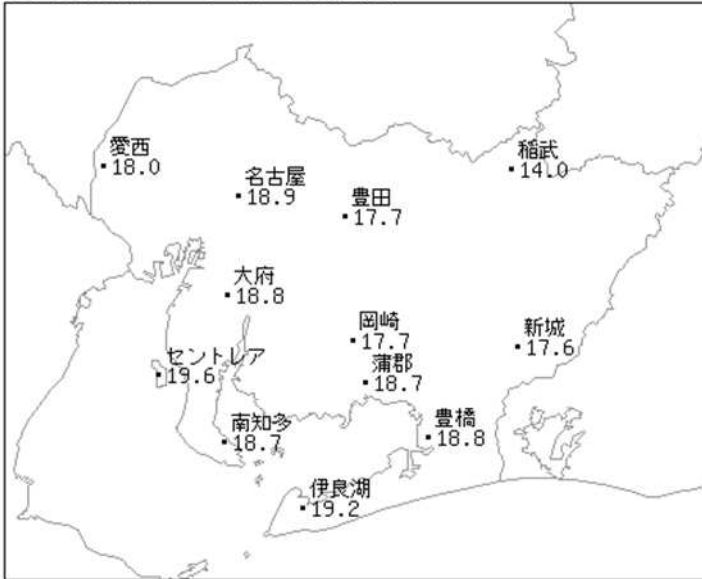 愛西
18.0
稲武
14.0
名古屋
18.9
豊田
17.7
大府
18.8
岡崎
17.7
新城
17.6
セントレア
19.6
蒲郡
18.7
南知多
18.7
豊橋
18.8
伊良湖
19.2